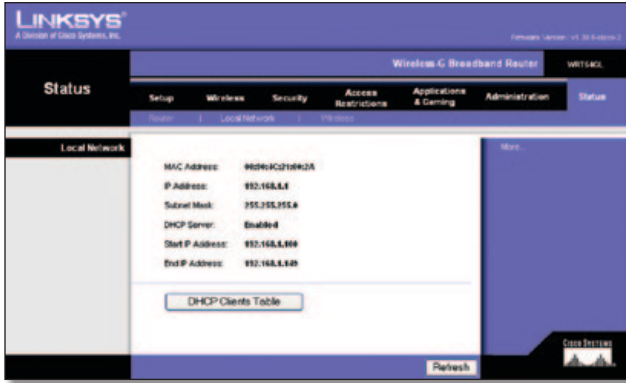 LINKSYS®
A Division of Cisco Systems, Inc.
Firmware Version:
Wireless-G Broadband Router
WRT54GL
Status
Setup
Wireless
Security
Access Restrictions
Applications & Gaming
Administration
Status
Router | Local Network | Wireless
Local Network
More...
MAC Address:
IP Address: 192.168.1.1
Subnet Mask: 255.255.255.0
DHCP Server: Enabled
Start IP Address: 192.168.1.100
End IP Address: 192.168.1.149
DHCP Clients Table
Refresh
CISCO SYSTEMS